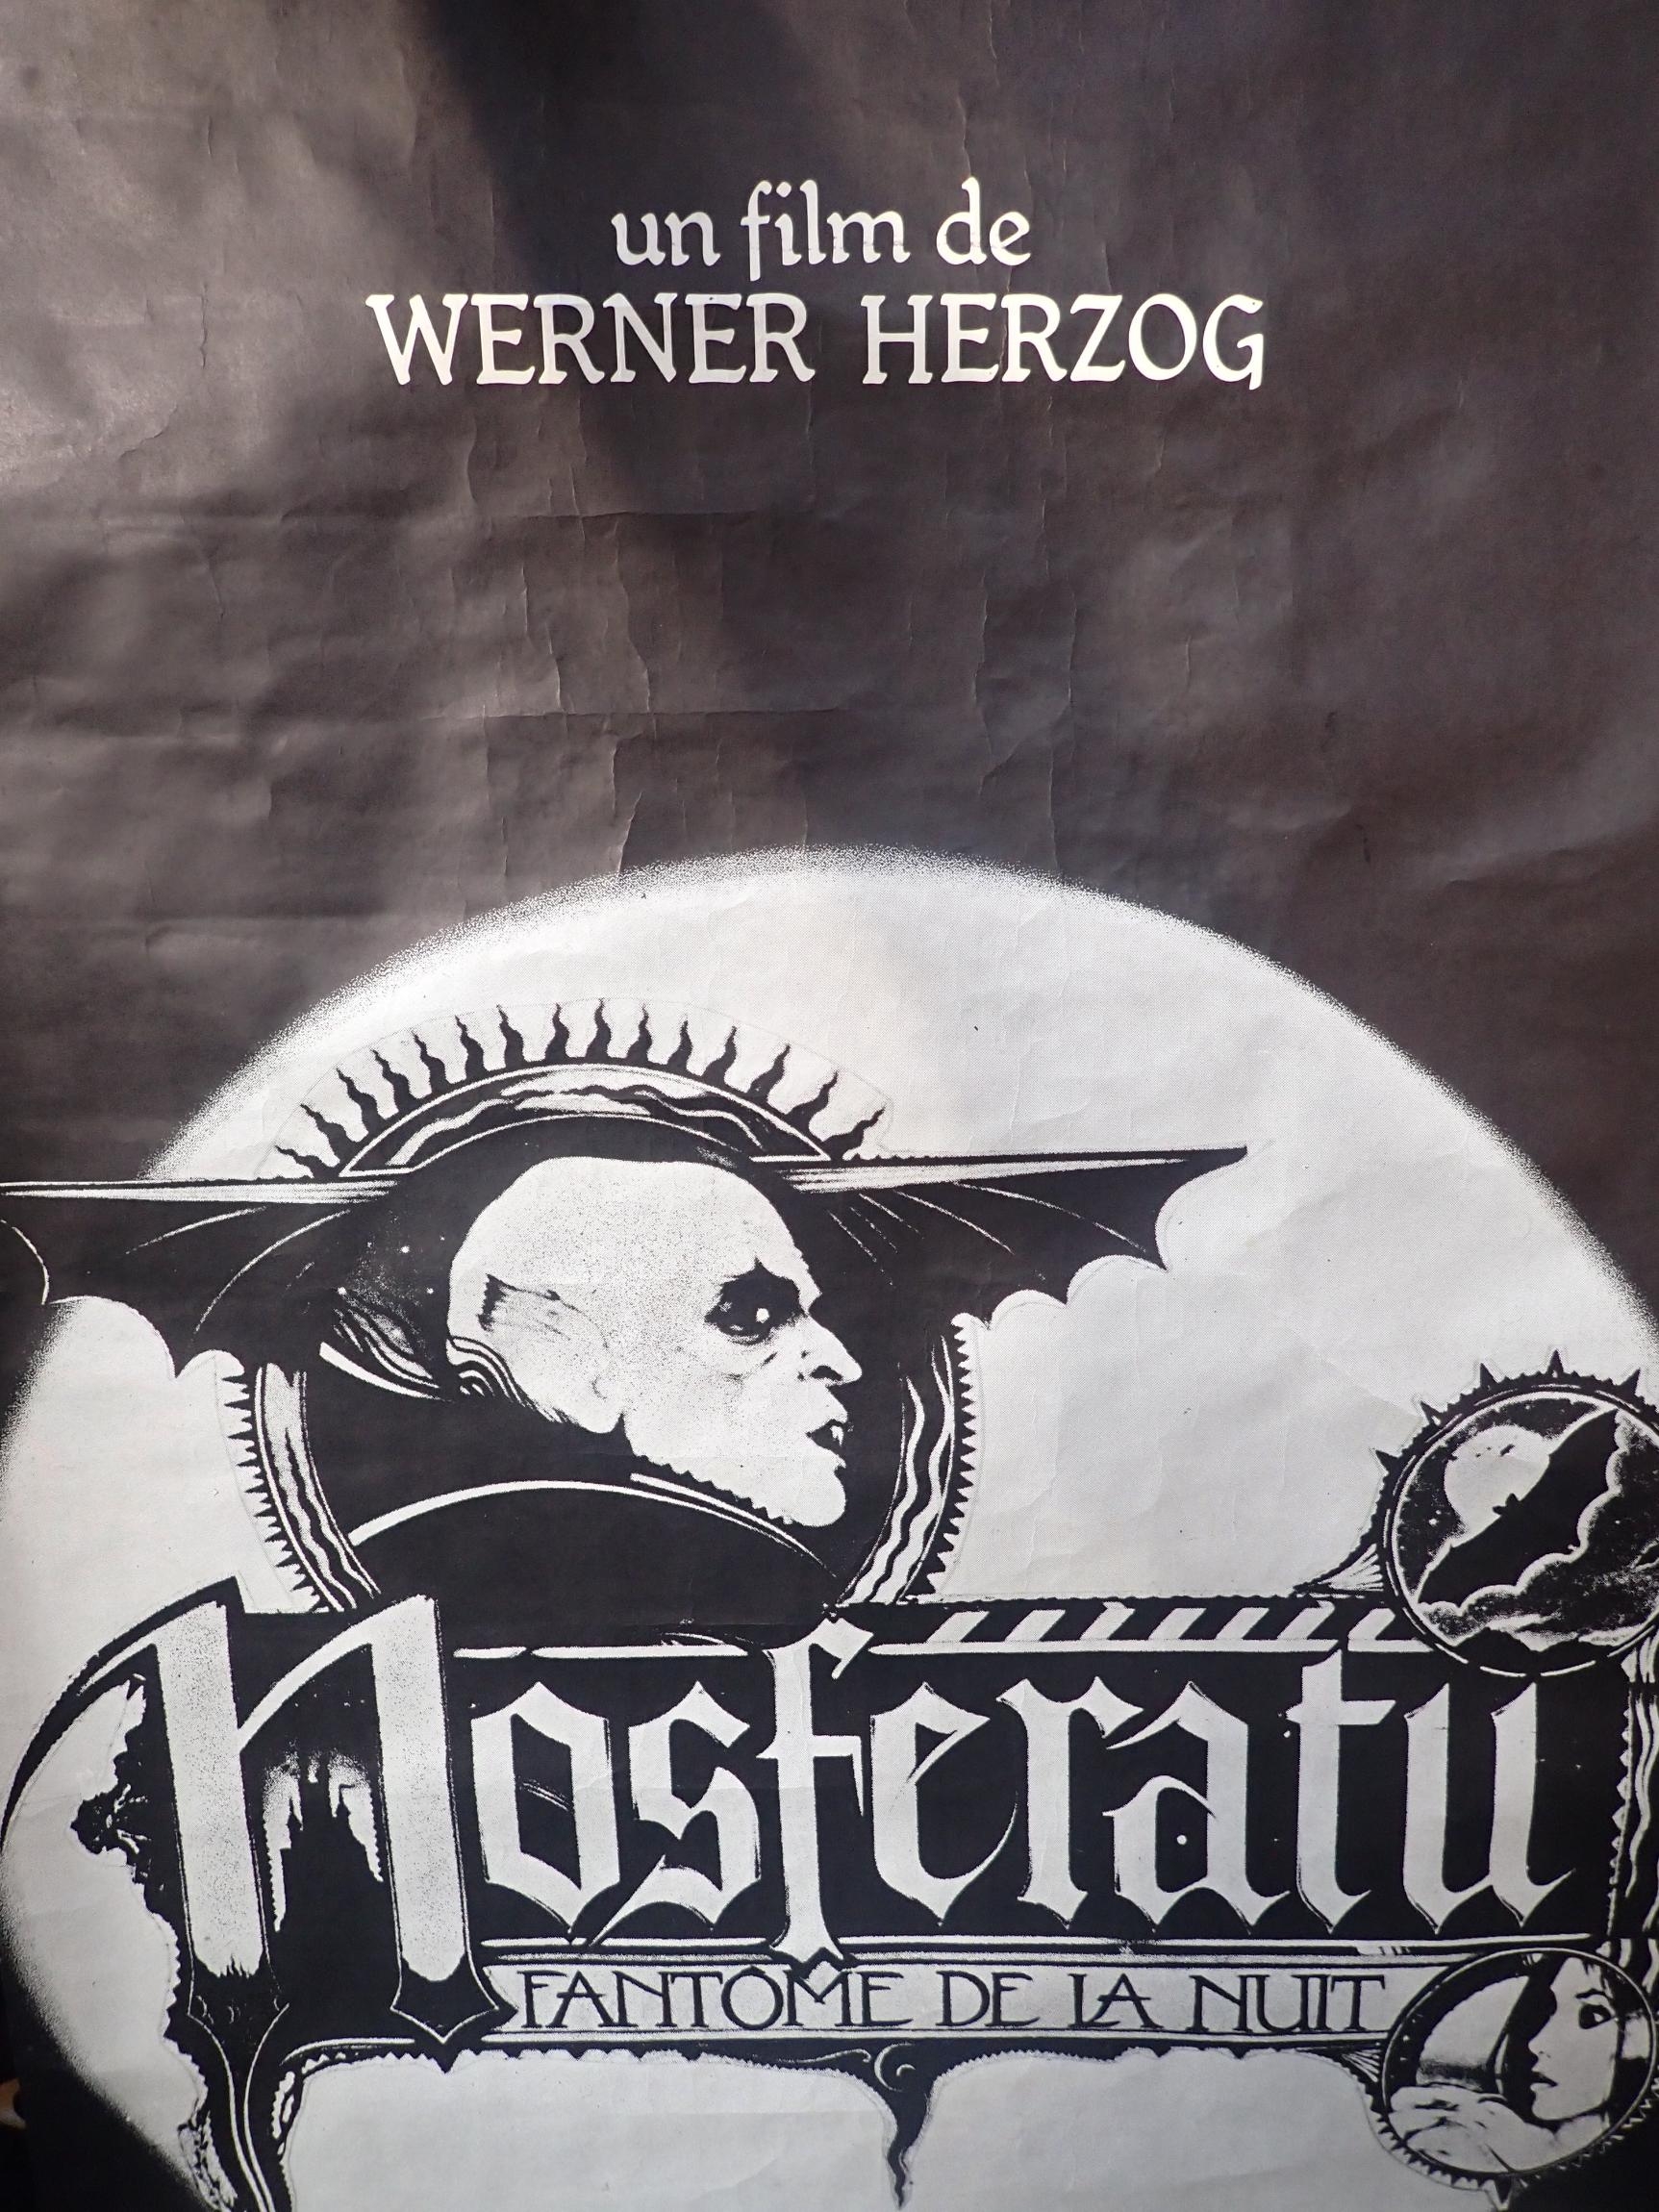 un film de
WERNER HERZOG
Nosferatu
FANTÔME DE LA NUIT